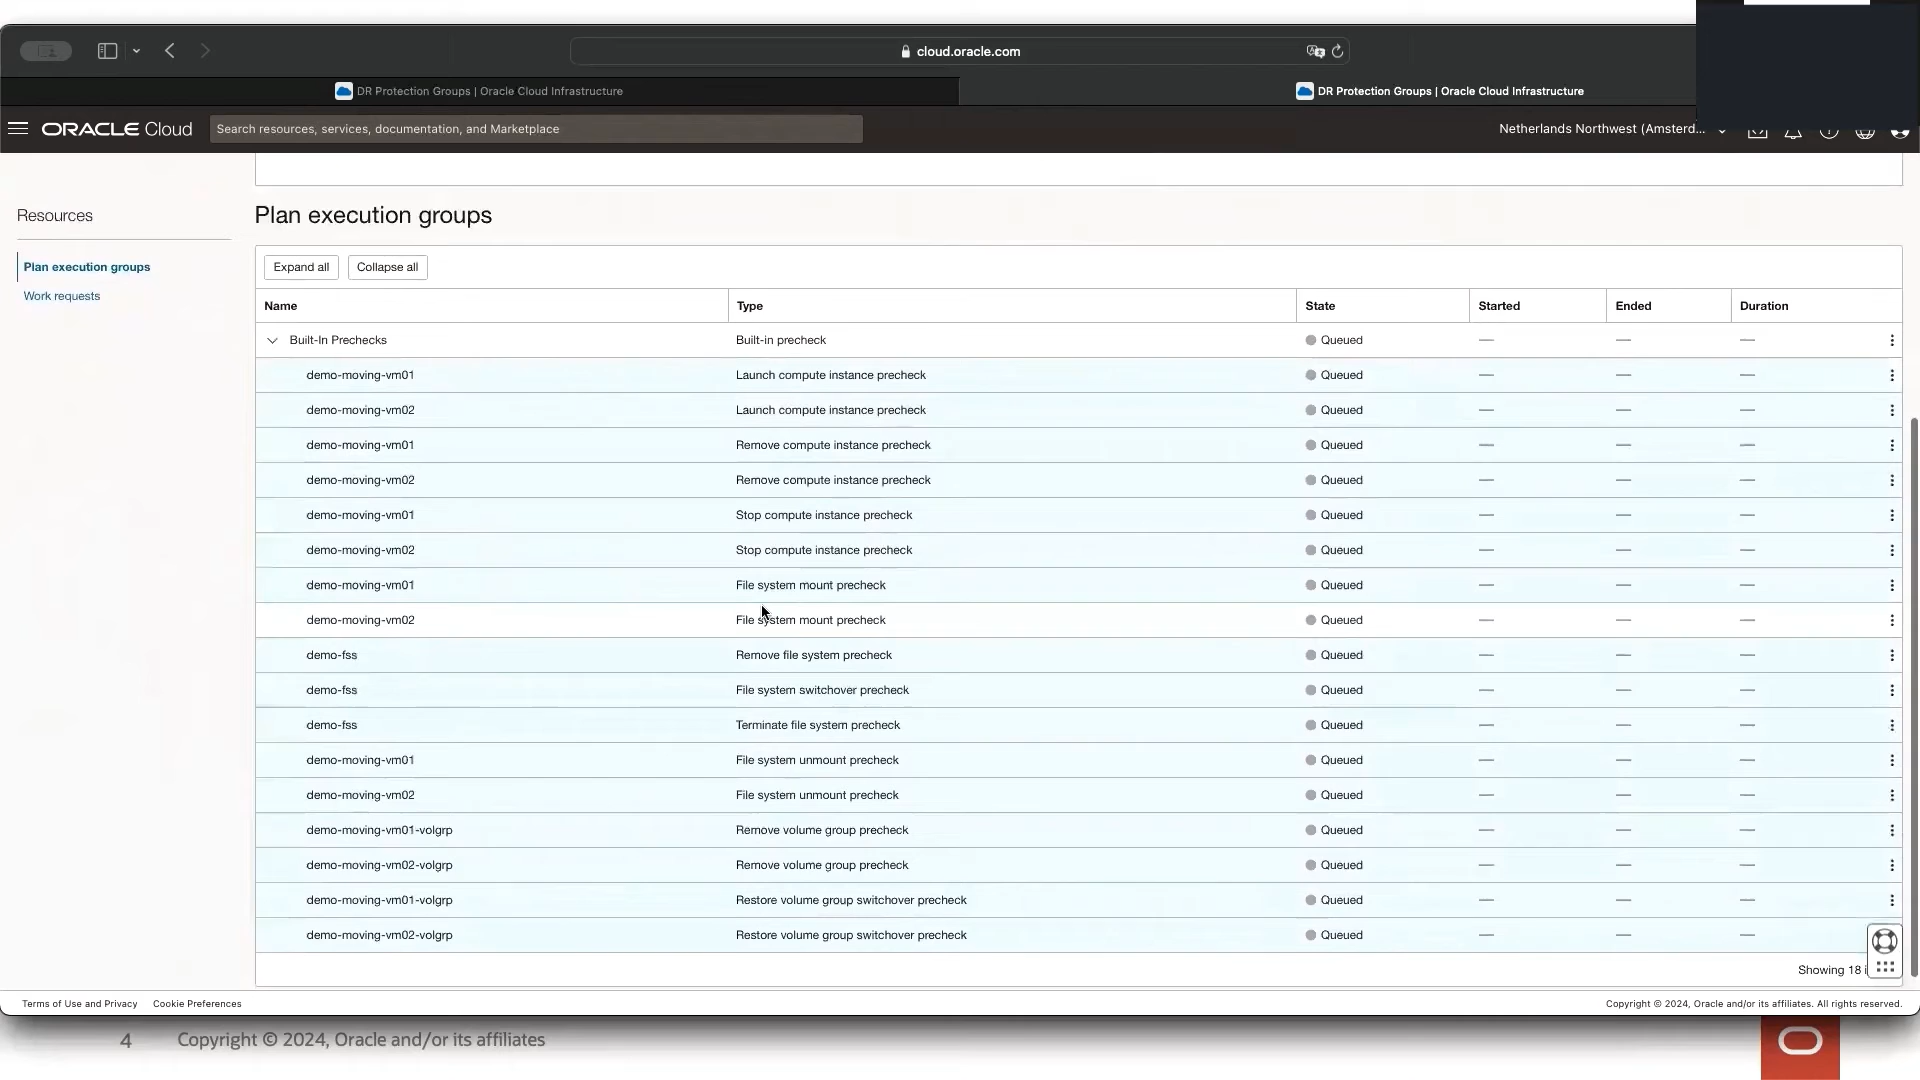 cloud.oracle.com
DR Protection Groups | Oracle Cloud Infrastructure
DR Protection Groups | Oracle Cloud Infrastructure
ORACLE Cloud
Search resources, services, documentation, and Marketplace
Netherlands Northwest (Amsterd...
Resources
Plan execution groups
Work requests
Plan execution groups
Expand all Collapse all
Name Type State Started Ended Duration
Built-In Prechecks Built-in precheck Queued — — —
demo-moving-vm01 Launch compute instance precheck Queued — — —
demo-moving-vm02 Launch compute instance precheck Queued — — —
demo-moving-vm01 Remove compute instance precheck Queued — — —
demo-moving-vm02 Remove compute instance precheck Queued — — —
demo-moving-vm01 Stop compute instance precheck Queued — — —
demo-moving-vm02 Stop compute instance precheck Queued — — —
demo-moving-vm01 File system mount precheck Queued — — —
demo-moving-vm02 File system mount precheck Queued — — —
demo-fss Remove file system precheck Queued — — —
demo-fss File system switchover precheck Queued — — —
demo-fss Terminate file system precheck Queued — — —
demo-moving-vm01 File system unmount precheck Queued — — —
demo-moving-vm02 File system unmount precheck Queued — — —
demo-moving-vm01-volgrp Remove volume group precheck Queued — — —
demo-moving-vm02-volgrp Remove volume group precheck Queued — — —
demo-moving-vm01-volgrp Restore volume group switchover precheck Queued — — —
demo-moving-vm02-volgrp Restore volume group switchover precheck Queued — — —
Showing 18
Terms of Use and Privacy Cookie Preferences
Copyright © 2024, Oracle and/or its affiliates. All rights reserved.
4 Copyright © 2024, Oracle and/or its affiliates